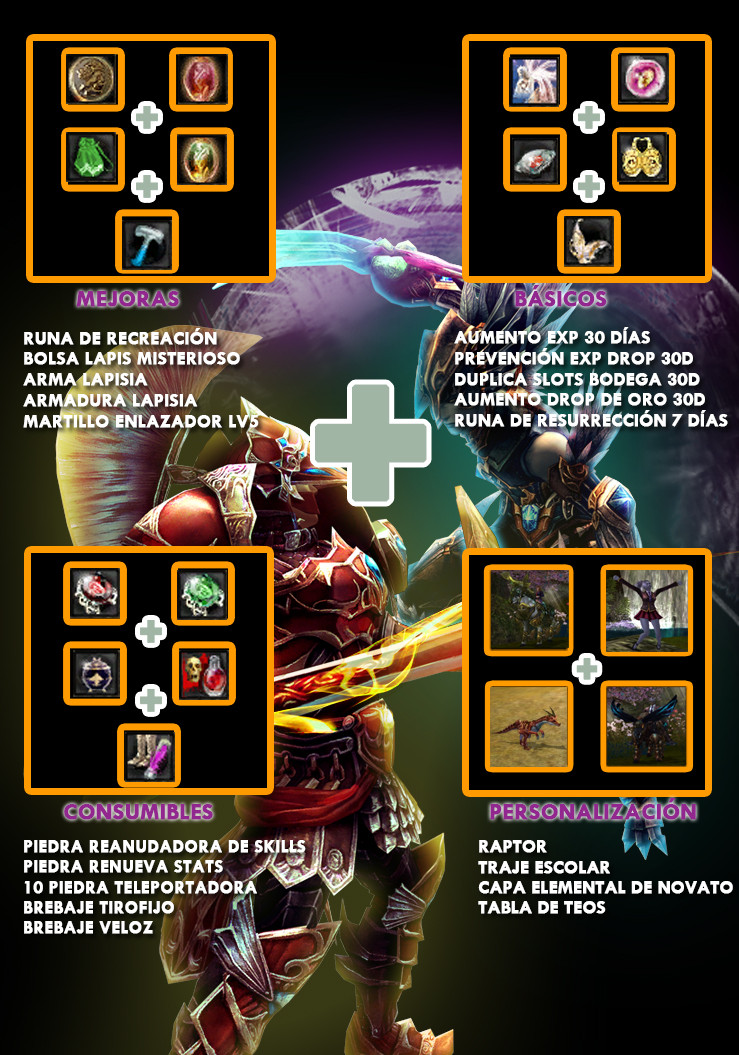 MEJORAS
RUNA DE RECREACIÓN
BOLSA LAPIS MISTERIOSO
ARMA LAPISIA
ARMADURA LAPISIA
MARTILLO ENLAZADOR LV5
BÁSICOS
AUMENTO EXP 30 DÍAS
PREVENCIÓN EXP DROP 30D
DUPLICA SLOTS BODEGA 30D
AUMENTO DROP DE ORO 30D
RUNA DE RESURRECCIÓN 7 DÍAS
CONSUMIBLES
PIEDRA REANUDADORA DE SKILLS
PIEDRA RENUEVA STATS
10 PIEDRA TELEPORTADORA
BREBAJE TIROFIJO
BREBAJE VELOZ
PERSONALIZACIÓN
RAPTOR
TRAJE ESCOLAR
CAPA ELEMENTAL DE NOVATO
TABLA DE TEOS